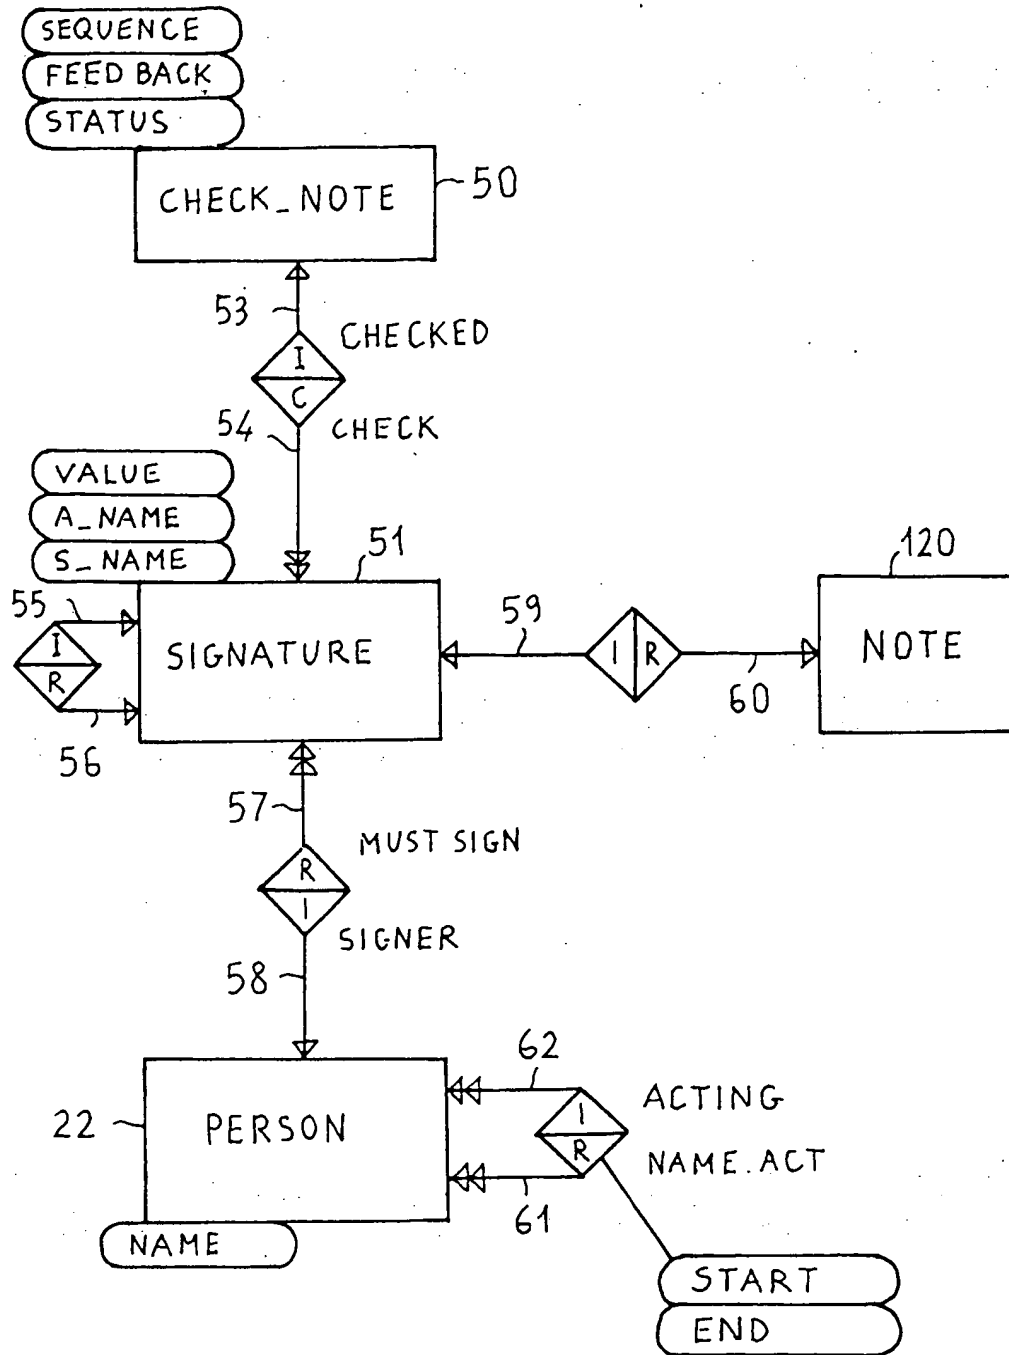 SEQUENCE
FEED BACK
STATUS
CHECK_NOTE
50
53
CHECKED
I
C
54
CHECK
VALUE
A_NAME
S_NAME
51
120
55
59
I
R
SIGNATURE
I
R
NOTE
60
56
57
MUST SIGN
R
I
SIGNER
58
62
22
PERSON
I
R
ACTING
NAME.ACT
61
NAME
START
END